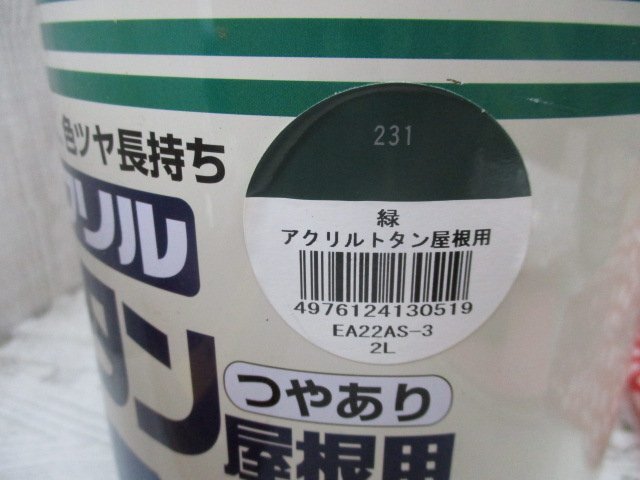 色ツヤ長持ち
クリル
タン
つやあり
屋根用
231
緑
アクリルトタン屋根用
4976124130519
EA22AS-3
2L